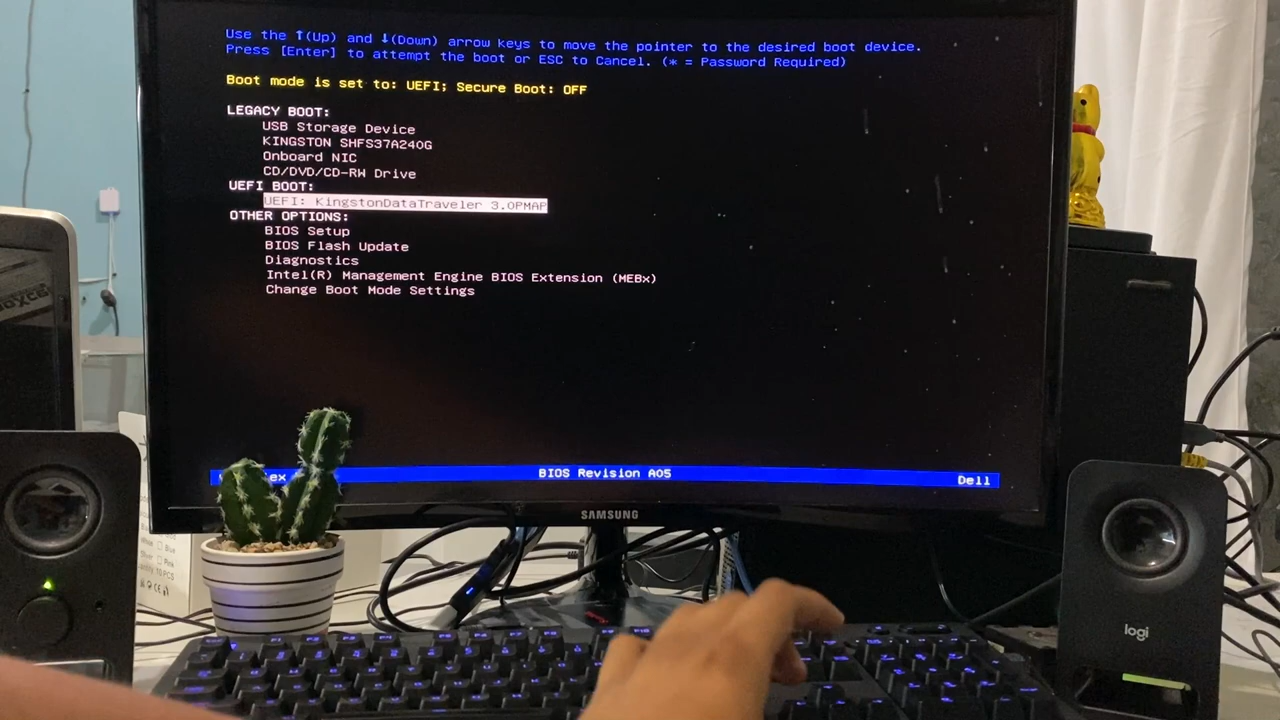 Use the ↑(Up) and ↓(Down) arrow keys to move the pointer to the desired boot device.
Press [Enter] to attempt the boot or ESC to Cancel. (* = Password Required)
Boot mode is set to: UEFI; Secure Boot: OFF
LEGACY BOOT:
USB Storage Device
KINGSTON SHFS37A240G
Onboard NIC
CD/DVD/CD-RW Drive
UEFI BOOT:
UEFI: KingstonDataTraveler 3.0PMAP
OTHER OPTIONS:
BIOS Setup
BIOS Flash Update
Diagnostics
Intel(R) Management Engine BIOS Extension (MEBx)
Change Boot Mode Settings
BIOS Revision A05
Dell
SAMSUNG
Blue
Pink
10 PCS
logi